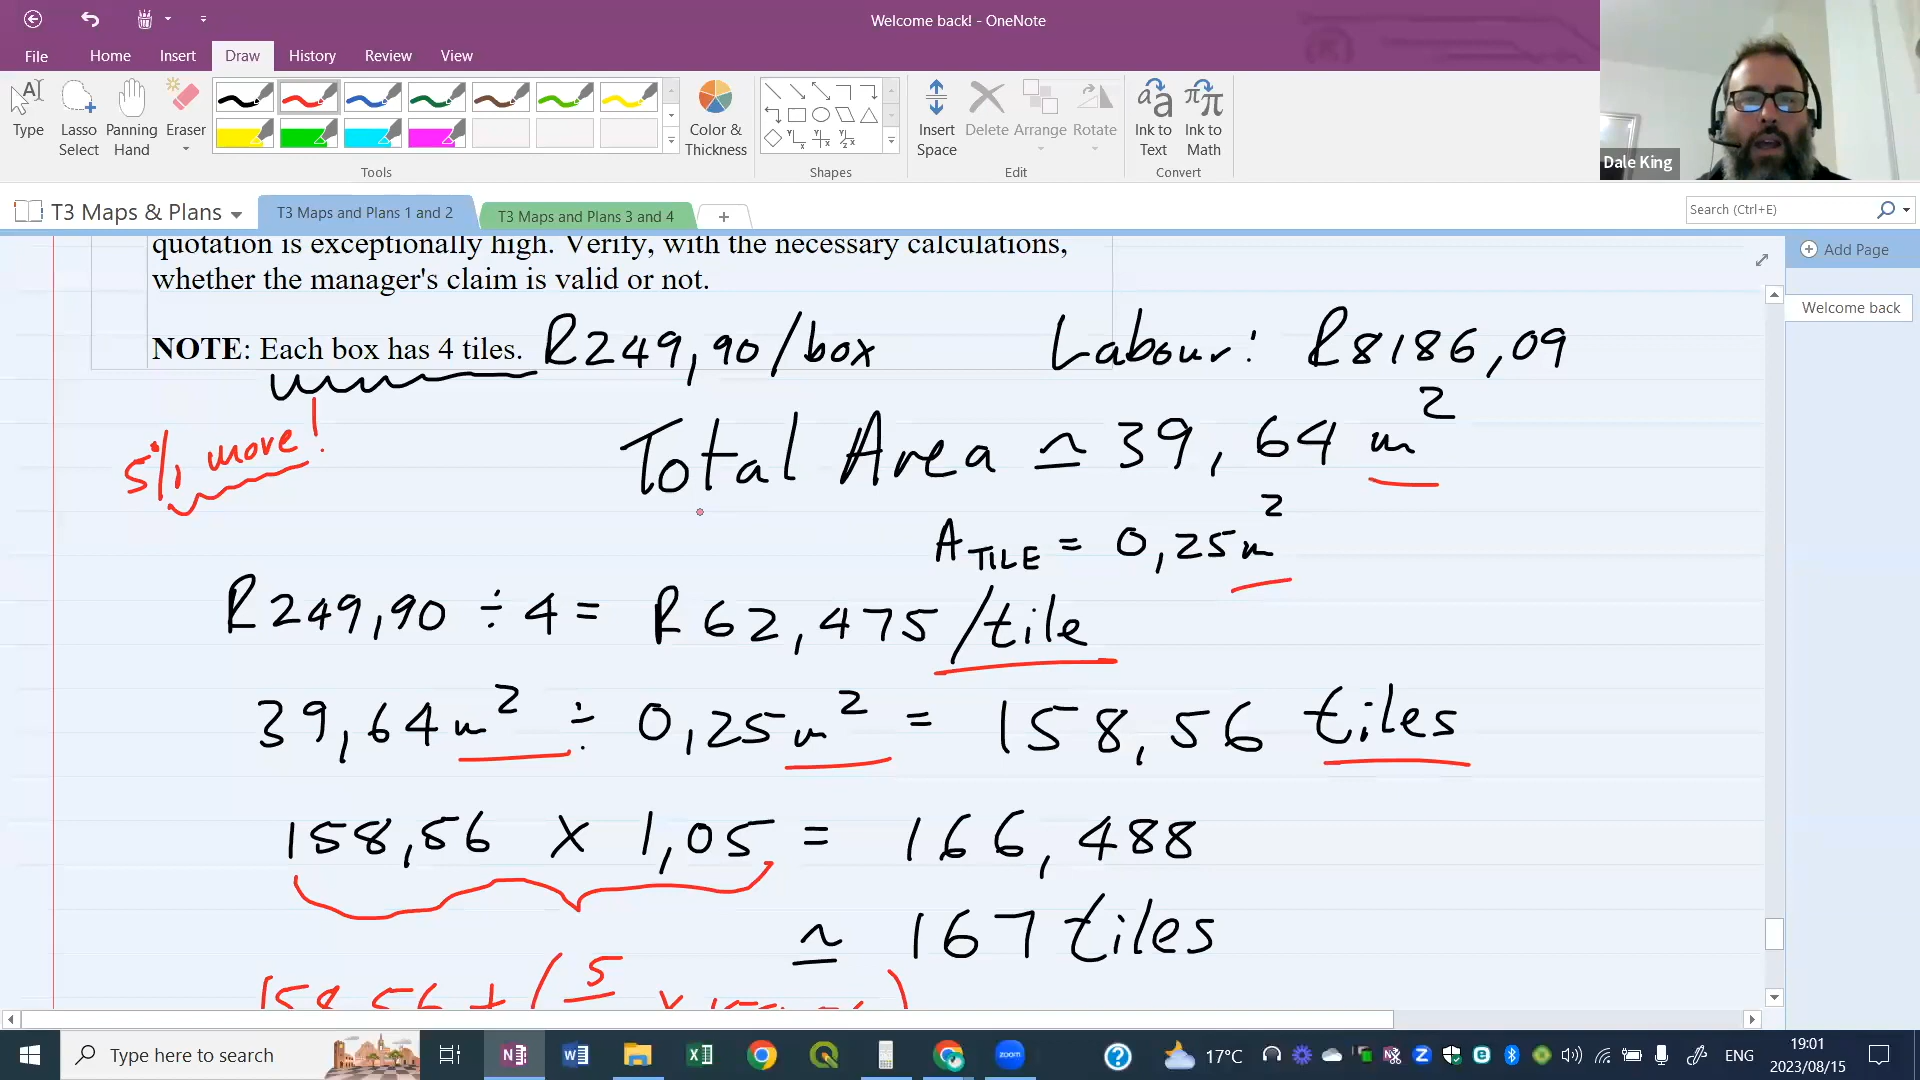 Welcome back! - OneNote
File Home Insert Draw History Review View
Type
Lasso Select
Panning Hand
Eraser
Color & Thickness
Insert Space
Delete
Arrange
Rotate
Ink to Text
Ink to Math
Tools
Shapes
Edit
Convert
Dale King
T3 Maps & Plans
T3 Maps and Plans 1 and 2
T3 Maps and Plans 3 and 4
Search (Ctrl+E)
Add Page
Welcome back
quotation is exceptionally high. Verify, with the necessary calculations,
whether the manager's claim is valid or not.
NOTE: Each box has 4 tiles. R249,90/box Labour: R8186,09
5% more!
Total Area ≃ 39,64 m²
A TILE = 0,25m²
R249,90 ÷ 4 = R62,475/tile
39,64m² ÷ 0,25m² = 158,56 tiles
158,56 X 1,05 = 166,488
≃ 167 tiles
158,56 + ( 5 x
Type here to search
17°C
ENG
19:01
2023/08/15